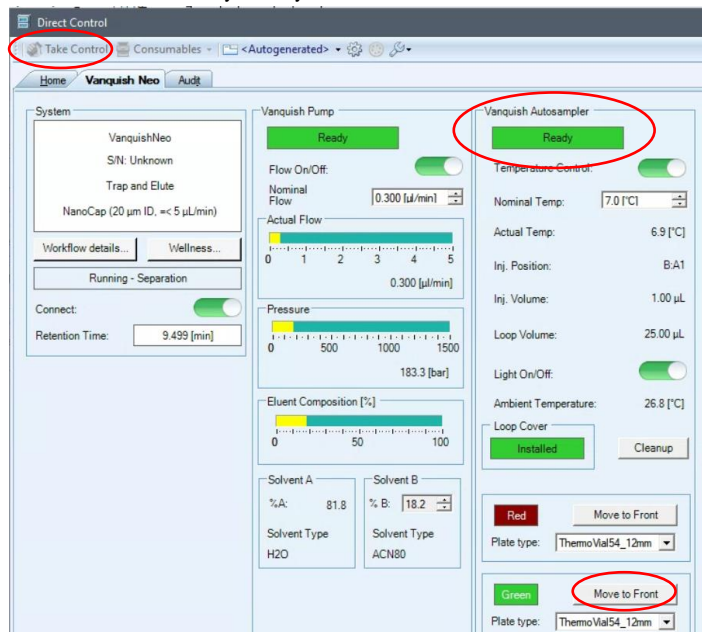 Direct Control
Take Control Consumables <Autogenerated>
Home Vanquish Neo Audit
System
VanquishNeo
S/N: Unknown
Trap and Elute
NanoCap (20 µm ID, =< 5 µL/min)
Workflow details... Wellness...
Running - Separation
Connect:
Retention Time: 9.499 [min]
Vanquish Pump
Ready
Flow On/Off:
Nominal
Flow 0.300 [µl/min]
Actual Flow
0 1 2 3 4 5
0.300 [µl/min]
Pressure
0 500 1000 1500
183.3 [bar]
Eluent Composition [%]
0 50 100
Solvent A
%A: 81.8
Solvent Type
H2O
Solvent B
% B: 18.2
Solvent Type
ACN80
Vanquish Autosampler
Ready
Temperature Control:
Nominal Temp: 7.0 [°C]
Actual Temp: 6.9 [°C]
Inj. Position: B:A1
Inj. Volume: 1.00 µL
Loop Volume: 25.00 µL
Light On/Off:
Ambient Temperature: 26.8 [°C]
Loop Cover
Installed Cleanup
Red Move to Front
Plate type: ThermoVial54_12mm
Green Move to Front
Plate type: ThermoVial54_12mm